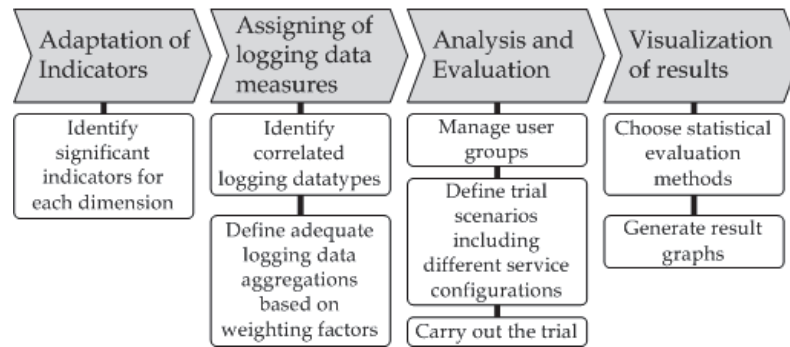 Adaptation of
Indicators
Assigning of
logging data
measures
Analysis and
Evaluation
Visualization
of results
Identify
significant
indicators for
each dimension
Identify
correlated
logging datatypes
Define adequate
logging data
aggregations
based on
weighting factors
Manage user
groups
Define trial
scenarios
including
different service
configurations
Carry out the trial
Choose statistical
evaluation
methods
Generate result
graphs